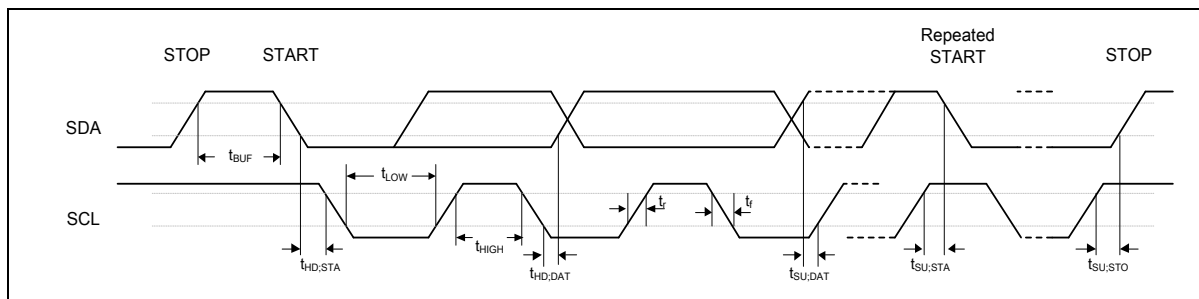 Repeated
STOP START START STOP
SDA
tBUF
tLOW
SCL
tr tf
tHIGH
tHD;STA tHD;DAT tSU;DAT tSU;STA tSU;STO